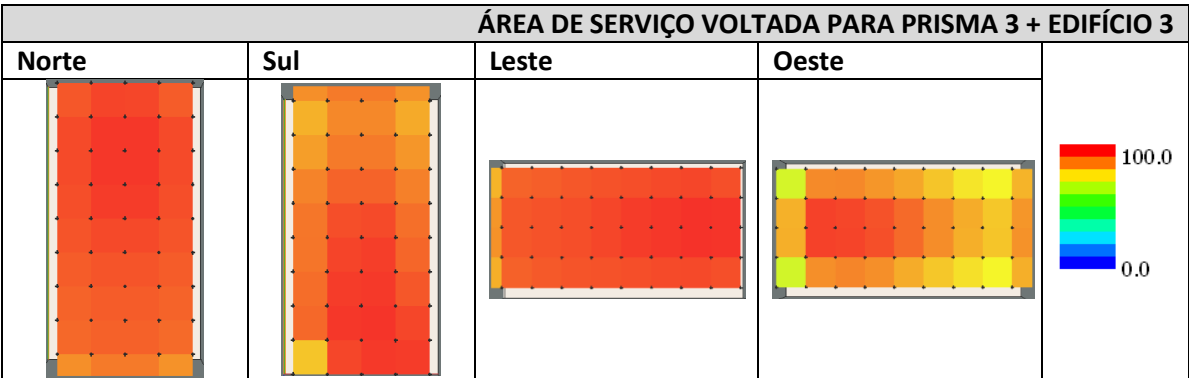 ÁREA DE SERVIÇO VOLTADA PARA PRISMA 3 + EDIFÍCIO 3
Norte
Sul
Leste
Oeste
100.0
0.0